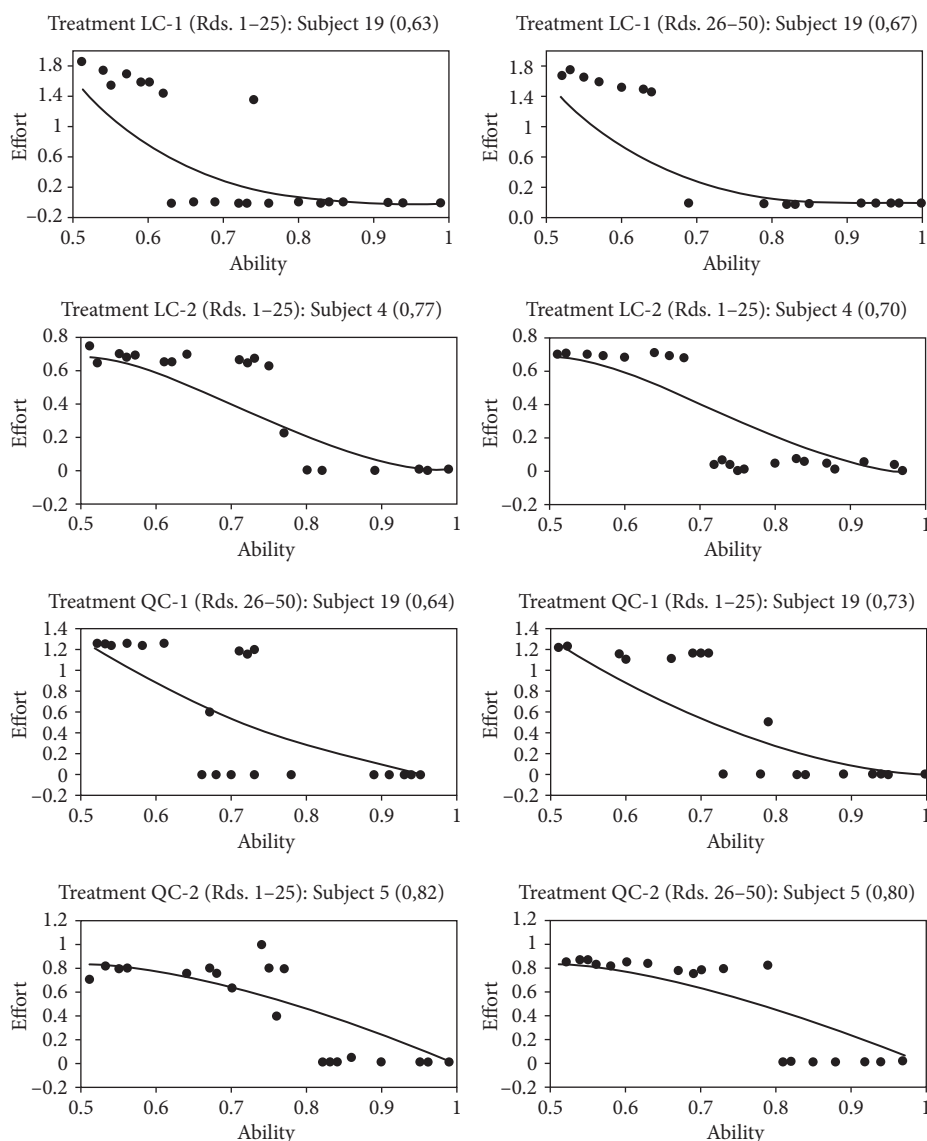 Treatment LC-1 (Rds. 1–25): Subject 19 (0,63)
Effort
1.8
1.4
1
0.6
0.2
−0.2
0.5 0.6 0.7 0.8 0.9 1
Ability
Treatment LC-1 (Rds. 26–50): Subject 19 (0,67)
Effort
1.8
1.4
1
0.6
0.2
0.0
0.5 0.6 0.7 0.8 0.9 1
Ability
Treatment LC-2 (Rds. 1–25): Subject 4 (0,77)
Effort
0.8
0.6
0.4
0.2
0
−0.2
0.5 0.6 0.7 0.8 0.9 1
Ability
Treatment LC-2 (Rds. 1–25): Subject 4 (0,70)
Effort
0.8
0.6
0.4
0.2
0
−0.2
0.5 0.6 0.7 0.8 0.9 1
Ability
Treatment QC-1 (Rds. 26–50): Subject 19 (0,64)
Effort
1.4
1.2
1
0.8
0.6
0.4
0.2
0
−0.2
0.5 0.6 0.7 0.8 0.9 1
Ability
Treatment QC-1 (Rds. 1–25): Subject 19 (0,73)
Effort
1.4
1.2
1
0.8
0.6
0.4
0.2
0
−0.2
0.5 0.6 0.7 0.8 0.9 1
Ability
Treatment QC-2 (Rds. 1–25): Subject 5 (0,82)
Effort
1.2
1
0.8
0.6
0.4
0.2
0
−0.2
0.5 0.6 0.7 0.8 0.9 1
Ability
Treatment QC-2 (Rds. 26–50): Subject 5 (0,80)
Effort
1.2
1
0.8
0.6
0.4
0.2
0
−0.2
0.5 0.6 0.7 0.8 0.9 1
Ability